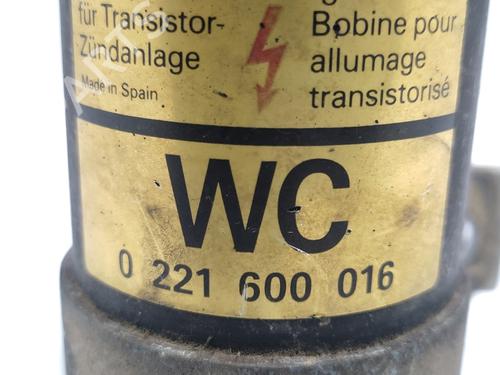 für Transistor-
Zündanlage
Made in Spain
Bobine pour
allumage
transistorisé
WC
0 221 600 016